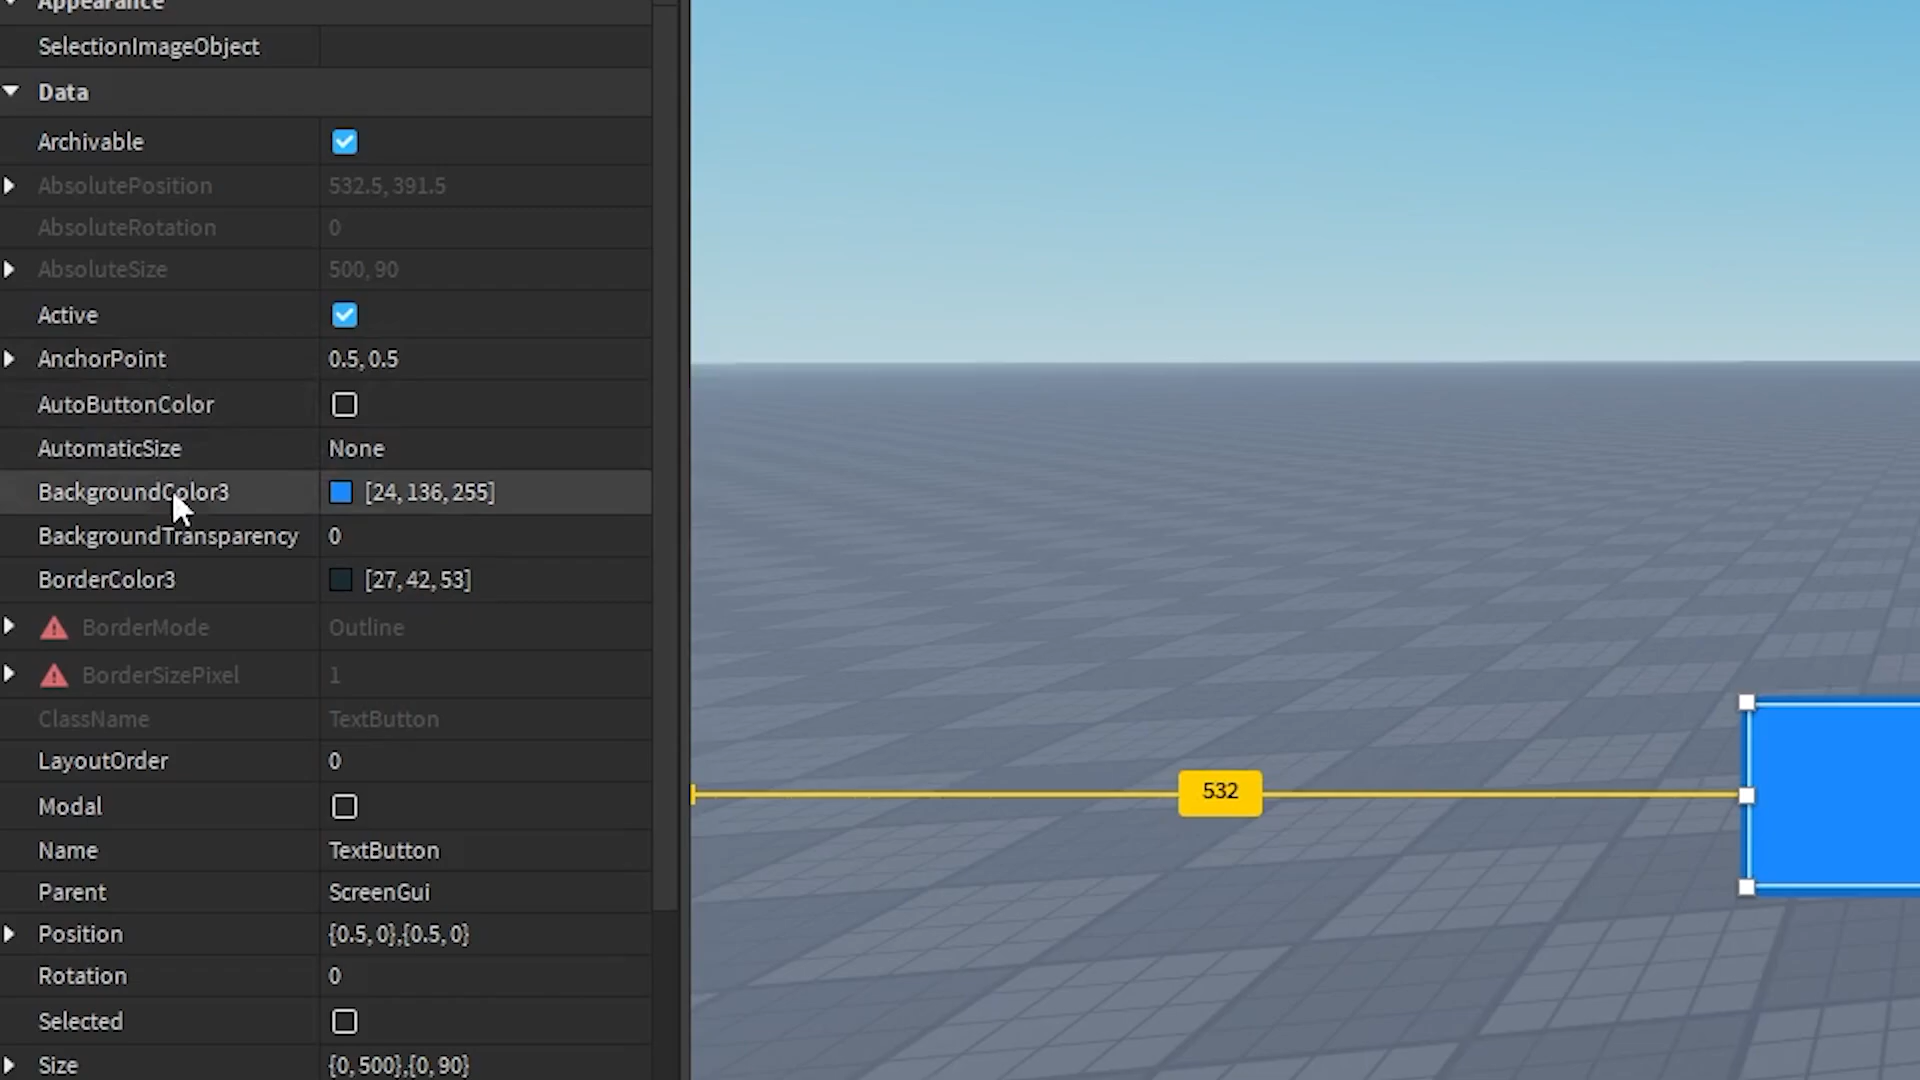 Appearance
SelectionImageObject
Data
Archivable
AbsolutePosition 532.5, 391.5
AbsoluteRotation 0
AbsoluteSize 500, 90
Active
AnchorPoint 0.5, 0.5
AutoButtonColor
AutomaticSize None
BackgroundColor3 [24, 136, 255]
BackgroundTransparency 0
BorderColor3 [27, 42, 53]
BorderMode Outline
BorderSizePixel 1
ClassName TextButton
LayoutOrder 0
Modal
Name TextButton
Parent ScreenGui
Position {0.5, 0},{0.5, 0}
Rotation 0
Selected
Size {0, 500},{0, 90}
532